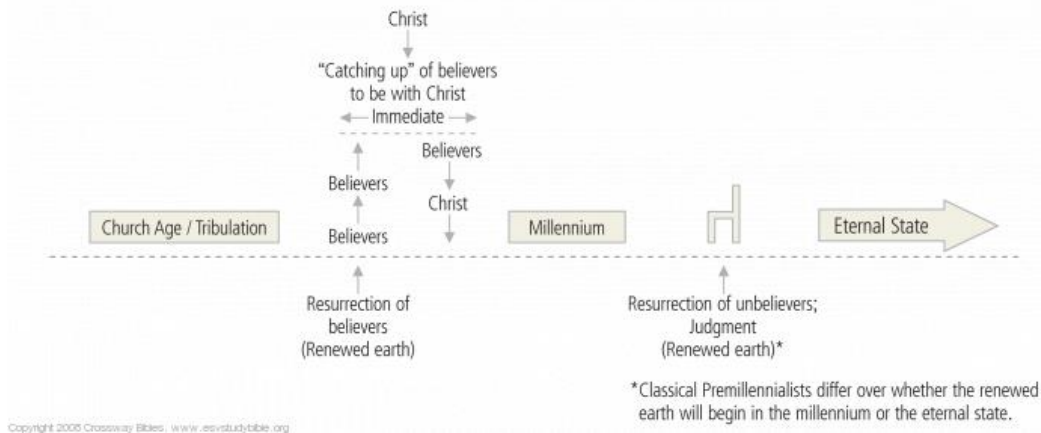 Christ
“Catching up” of believers
to be with Christ
Immediate
Believers
Believers
Christ
Church Age / Tribulation
Believers
Millennium
Eternal State
Resurrection of
believers
(Renewed earth)
Resurrection of unbelievers;
Judgment
(Renewed earth)*
*Classical Premillennialists differ over whether the renewed
earth will begin in the millennium or the eternal state.
Copyright 2005 Crossway Bibles. www.esvstudybible.org